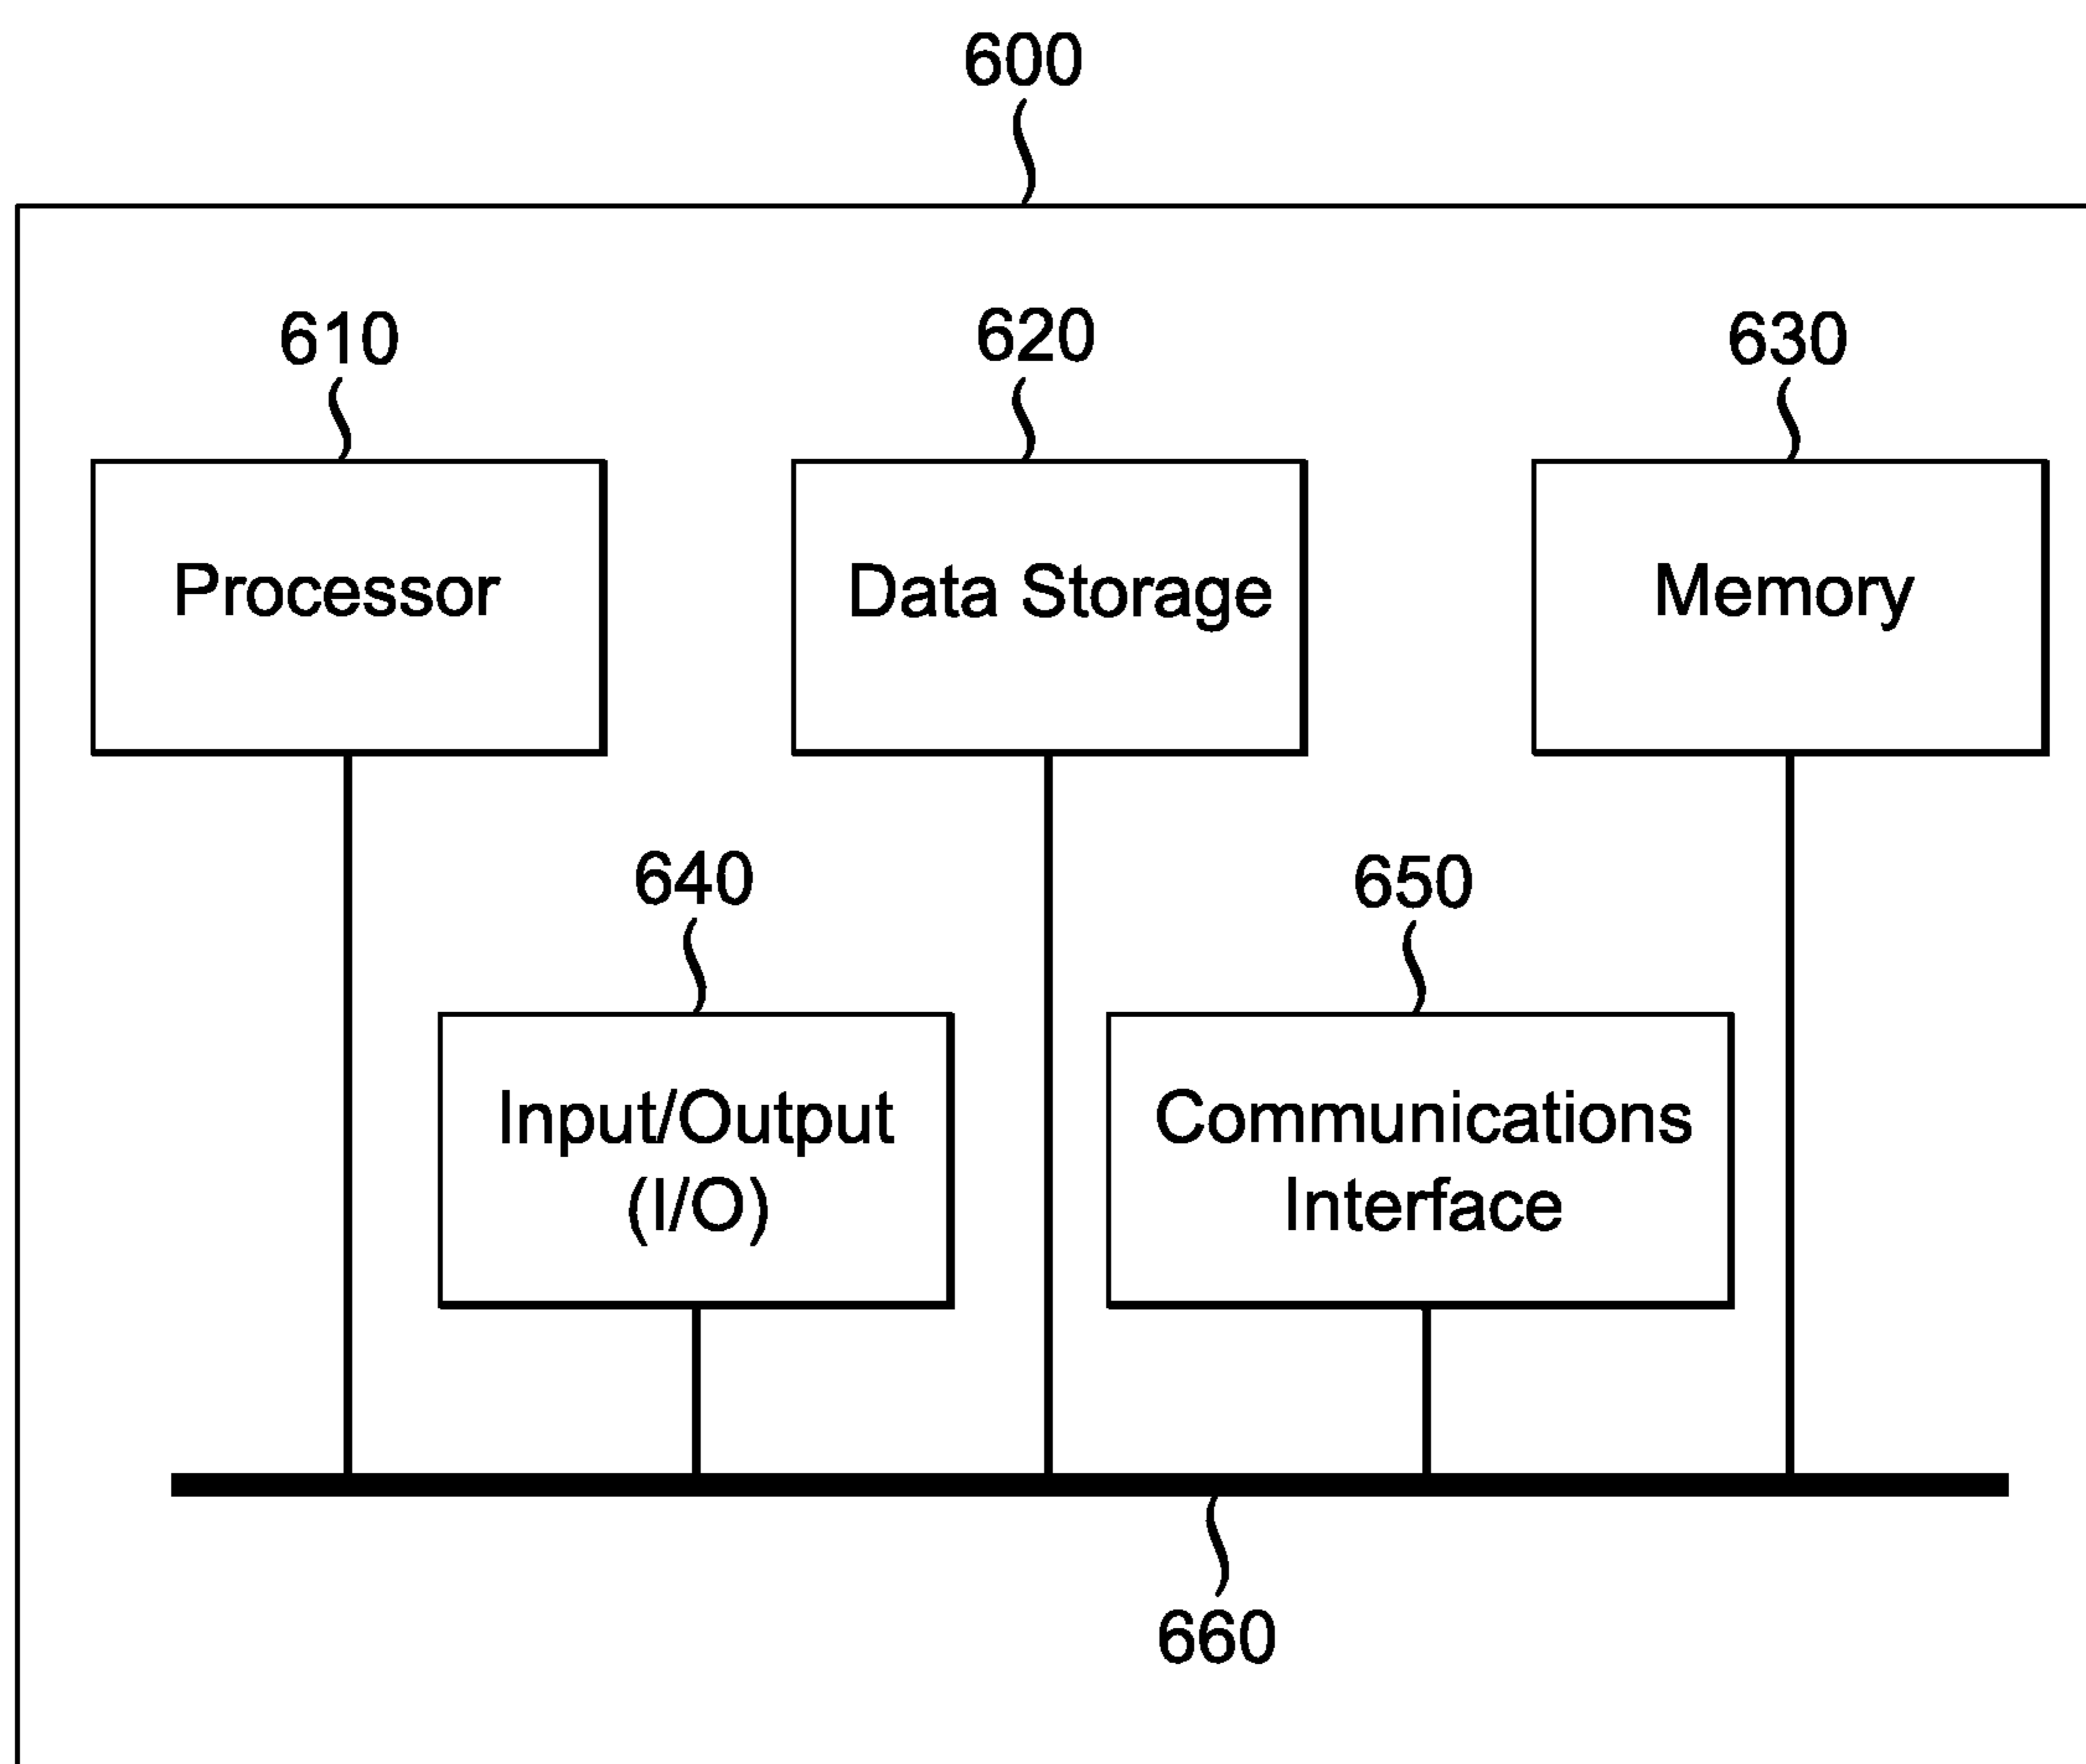 600
610
620
630
Processor
Data Storage
Memory
640
650
Input/Output
(I/O)
Communications
Interface
660